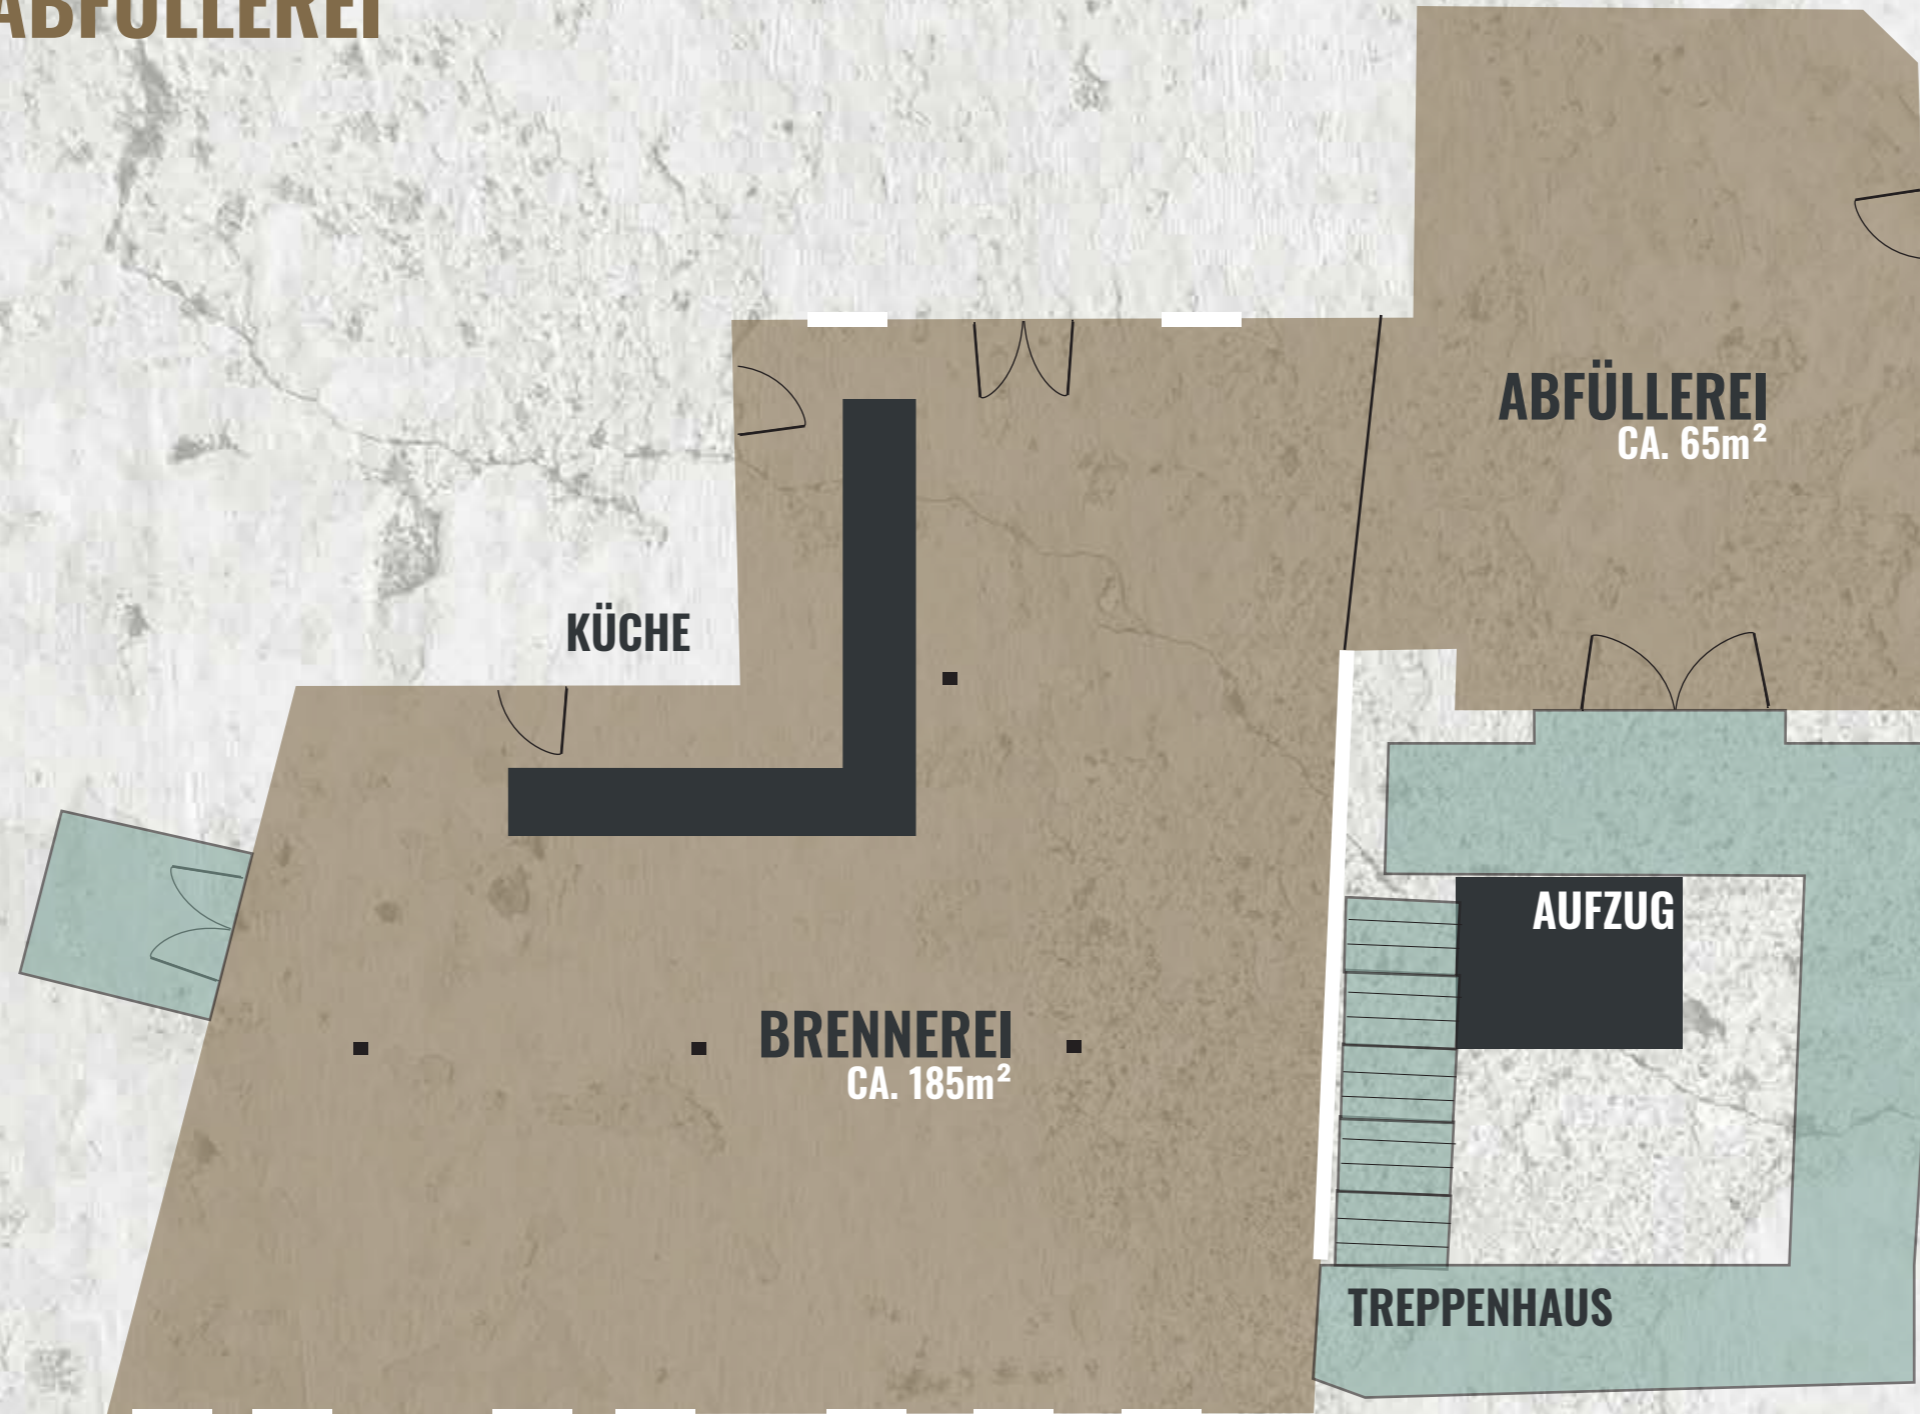 ABFÜLLEREI
ABFÜLLEREI
CA. 65m²
KÜCHE
AUFZUG
BRENNEREI
CA. 185m²
TREPPENHAUS